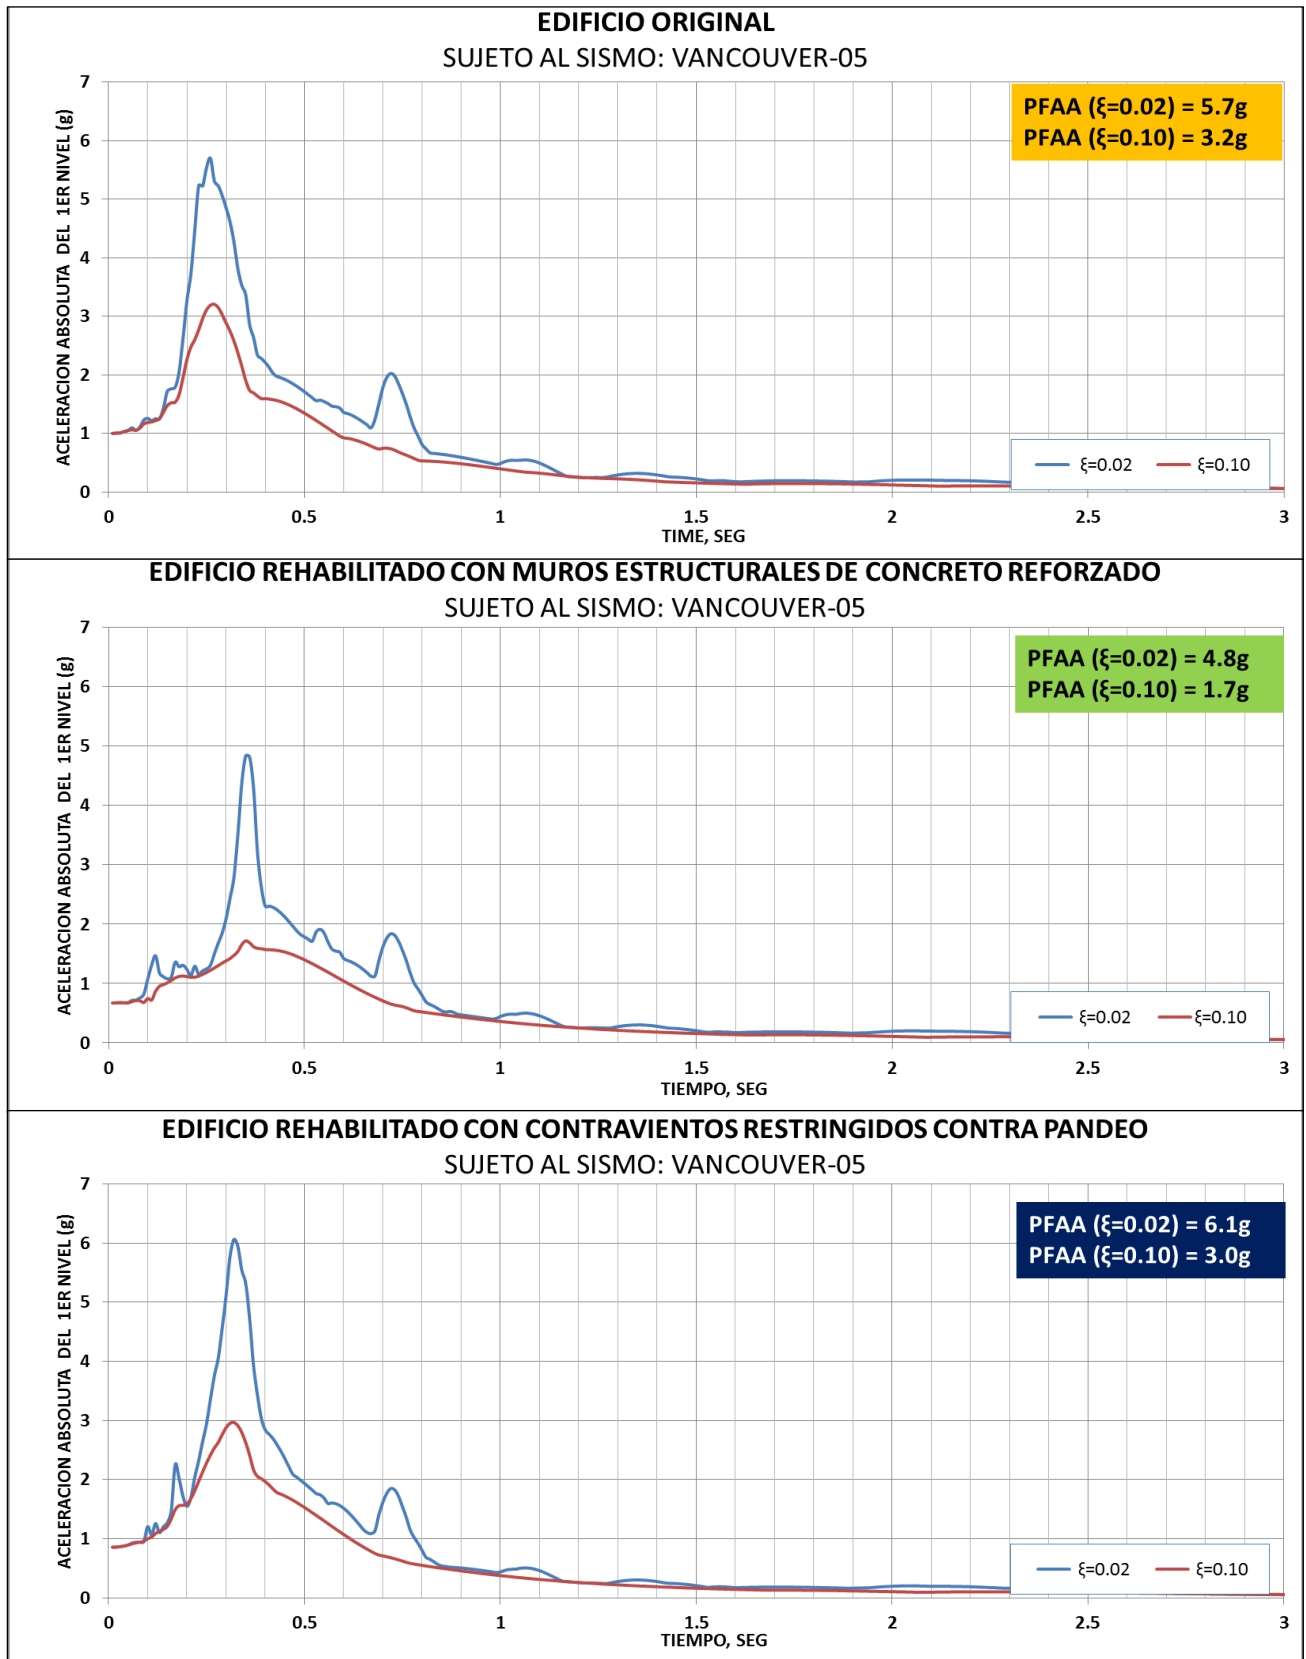 EDIFICIO ORIGINAL
SUJETO AL SISMO: VANCOUVER-05
ACELERACION ABSOLUTA DEL 1ER NIVEL (g)
7
6
5
4
3
2
1
0
PFAA (ξ=0.02) = 5.7g
PFAA (ξ=0.10) = 3.2g
ξ=0.02 ξ=0.10
0 0.5 1 1.5 2 2.5 3
TIME, SEG
EDIFICIO REHABILITADO CON MUROS ESTRUCTURALES DE CONCRETO REFORZADO
SUJETO AL SISMO: VANCOUVER-05
ACELERACION ABSOLUTA DEL 1ER NIVEL (g)
7
6
5
4
3
2
1
0
PFAA (ξ=0.02) = 4.8g
PFAA (ξ=0.10) = 1.7g
ξ=0.02 ξ=0.10
0 0.5 1 1.5 2 2.5 3
TIEMPO, SEG
EDIFICIO REHABILITADO CON CONTRAVIENTOS RESTRINGIDOS CONTRA PANDEO
SUJETO AL SISMO: VANCOUVER-05
ACELERACION ABSOLUTA DEL 1ER NIVEL (g)
7
6
5
4
3
2
1
0
PFAA (ξ=0.02) = 6.1g
PFAA (ξ=0.10) = 3.0g
ξ=0.02 ξ=0.10
0 0.5 1 1.5 2 2.5 3
TIEMPO, SEG